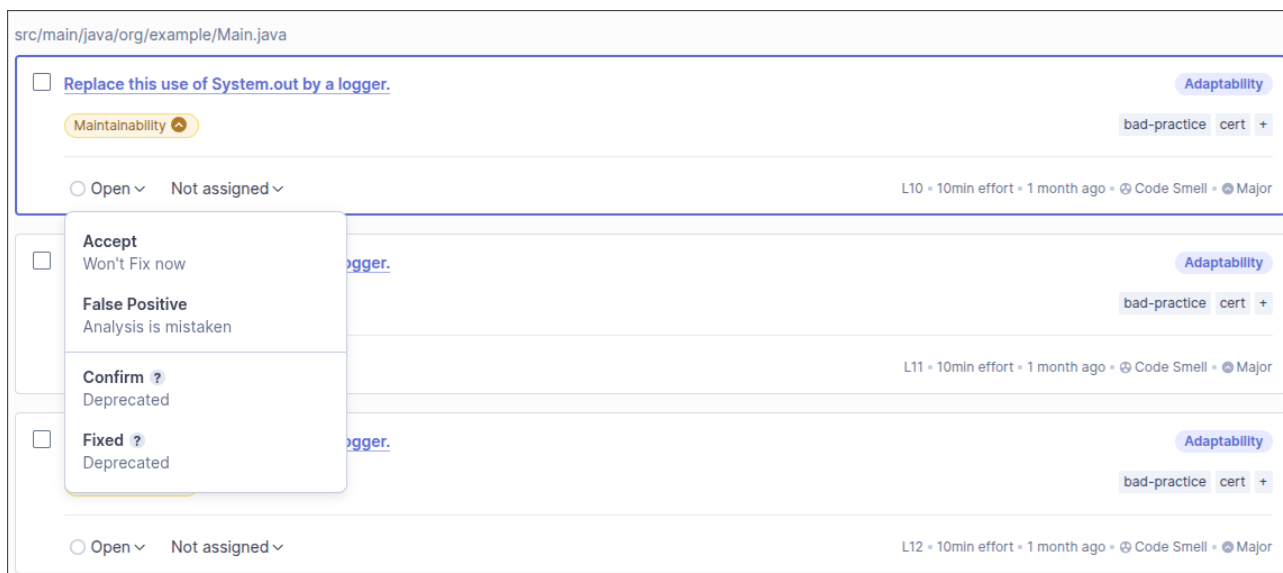 src/main/java/org/example/Main.java
Replace this use of System.out by a logger. Adaptability
Maintainability bad-practice cert +
Open Not assigned L10 • 10min effort • 1 month ago • Code Smell • Major
Accept
Won't Fix now
False Positive
Analysis is mistaken
Confirm ?
Deprecated
Fixed ?
Deprecated
logger. Adaptability
bad-practice cert +
L11 • 10min effort • 1 month ago • Code Smell • Major
logger. Adaptability
bad-practice cert +
Open Not assigned L12 • 10min effort • 1 month ago • Code Smell • Major